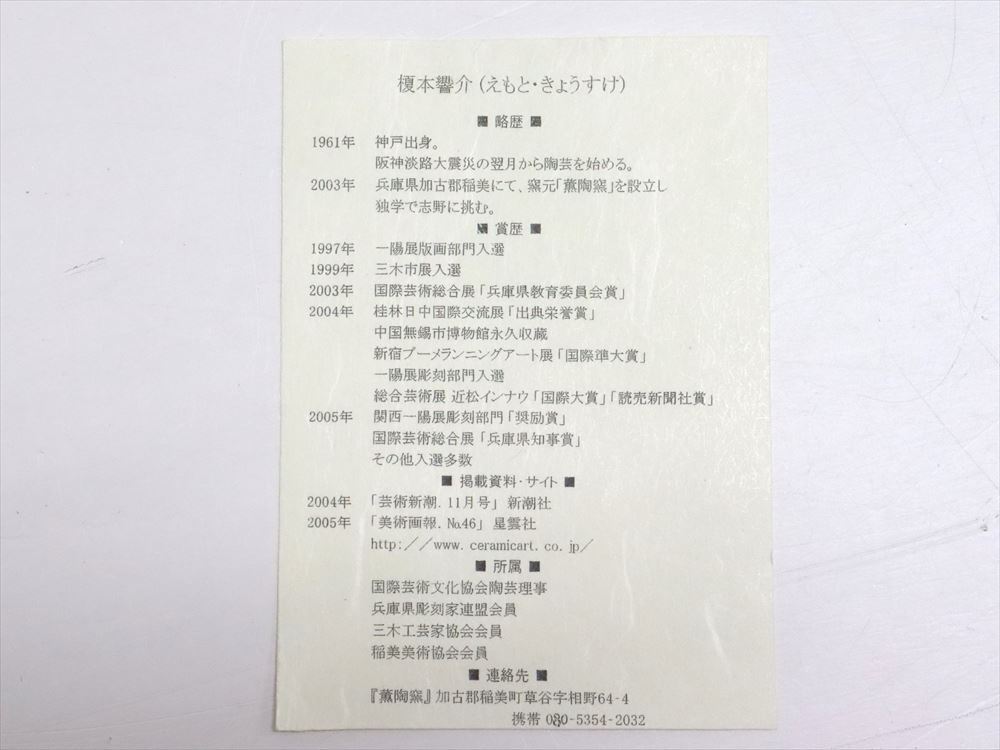 榎本響介(えもと・きょうすけ)
■ 略歴 ■
1961年 神戸出身。
阪神淡路大震災の翌月から陶芸を始める。
2003年 兵庫県加古郡稲美にて、窯元「薫陶窯」を設立し
独学で志野に挑む。
■ 賞歴 ■
1997年 一陽展版画部門入選
1999年 三木市展入選
2003年 国際芸術総合展「兵庫県教育委員会賞」
2004年 桂林日中国際交流展「出典栄誉賞」
中国無錫市博物館永久収蔵
新宿ブーメランニングアート展「国際準大賞」
一陽展彫刻部門入選
総合芸術展 近松インナウ「国際大賞」「読売新聞社賞」
2005年 関西一陽展彫刻部門「奨励賞」
国際芸術総合展「兵庫県知事賞」
その他入選多数
■ 掲載資料・サイト ■
2004年 「芸術新潮. 11月号」 新潮社
2005年 「美術画報. №46」 星雲社
http://www.ceramicart.co.jp/
■ 所属 ■
国際芸術文化協会陶芸理事
兵庫県彫刻家連盟会員
三木工芸家協会会員
稲美美術協会会員
■ 連絡先 ■
『薫陶窯』加古郡稲美町草谷字相野64-4
携帯 080-5354-2032